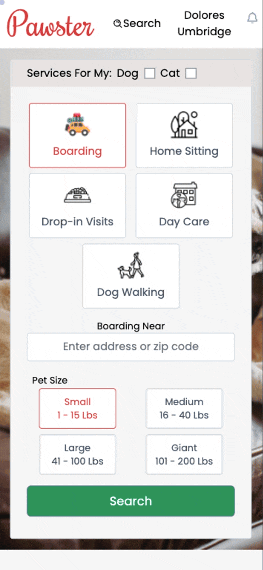 Pawster
Search
Dolores
Umbridge
Services For My: Dog Cat
Boarding
Home Sitting
Drop-in Visits
Day Care
Dog Walking
Boarding Near
Enter address or zip code
Pet Size
Small
1 - 15 Lbs
Medium
16 - 40 Lbs
Large
41 - 100 Lbs
Giant
101 - 200 Lbs
Search